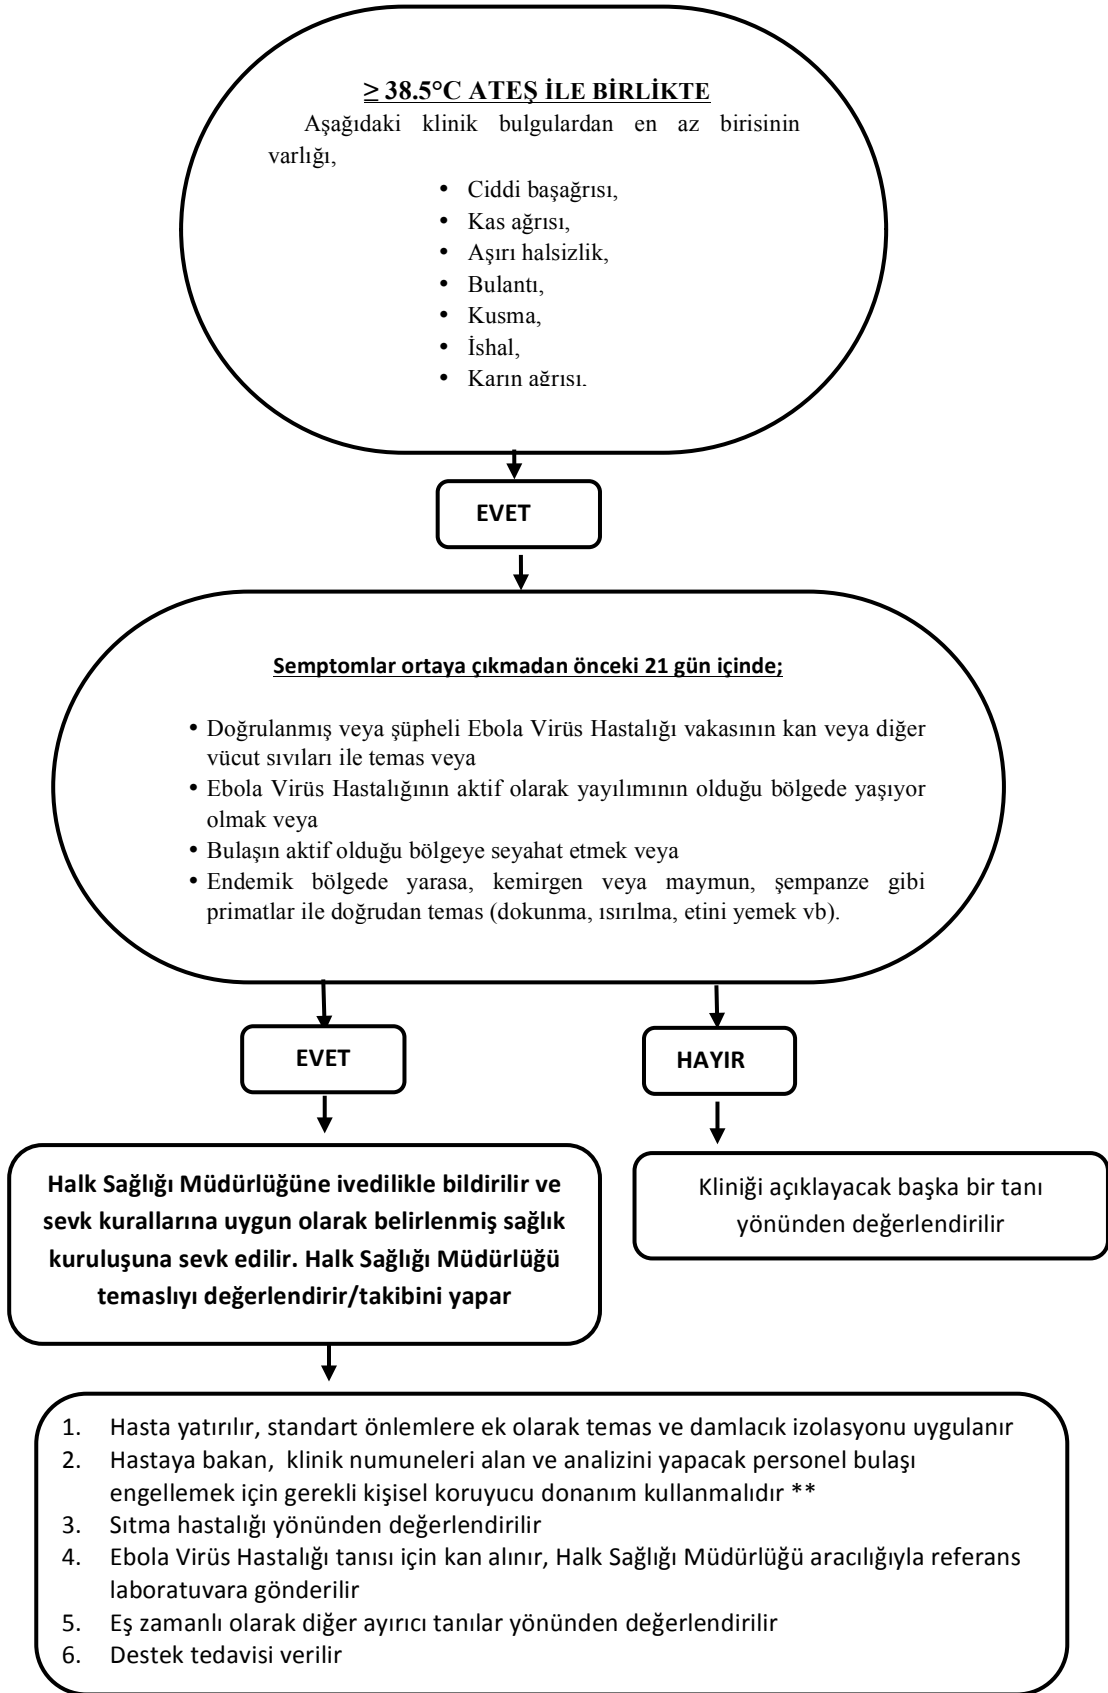 ≥ 38.5°C ATEŞ İLE BİRLİKTE
Aşağıdaki klinik bulgulardan en az birisinin
varlığı,
• Ciddi başağrısı,
• Kas ağrısı,
• Aşırı halsizlik,
• Bulantı,
• Kusma,
• İshal,
• Karın ağrısı.
EVET
Semptomlar ortaya çıkmadan önceki 21 gün içinde;
• Doğrulanmış veya şüpheli Ebola Virüs Hastalığı vakasının kan veya diğer
vücut sıvıları ile temas veya
• Ebola Virüs Hastalığının aktif olarak yayılımının olduğu bölgede yaşıyor
olmak veya
• Bulaşın aktif olduğu bölgeye seyahat etmek veya
• Endemik bölgede yarasa, kemirgen veya maymun, şempanze gibi
primatlar ile doğrudan temas (dokunma, ısırılma, etini yemek vb).
EVET
HAYIR
Halk Sağlığı Müdürlüğüne ivedilikle bildirilir ve
sevk kurallarına uygun olarak belirlenmiş sağlık
kuruluşuna sevk edilir. Halk Sağlığı Müdürlüğü
temaslıyı değerlendirir/takibini yapar
Kliniği açıklayacak başka bir tanı
yönünden değerlendirilir
1. Hasta yatırılır, standart önlemlere ek olarak temas ve damlacık izolasyonu uygulanır
2. Hastaya bakan, klinik numuneleri alan ve analizini yapacak personel bulaşı
engellemek için gerekli kişisel koruyucu donanım kullanmalıdır **
3. Sıtma hastalığı yönünden değerlendirilir
4. Ebola Virüs Hastalığı tanısı için kan alınır, Halk Sağlığı Müdürlüğü aracılığıyla referans
laboratuvara gönderilir
5. Eş zamanlı olarak diğer ayırıcı tanılar yönünden değerlendirilir
6. Destek tedavisi verilir